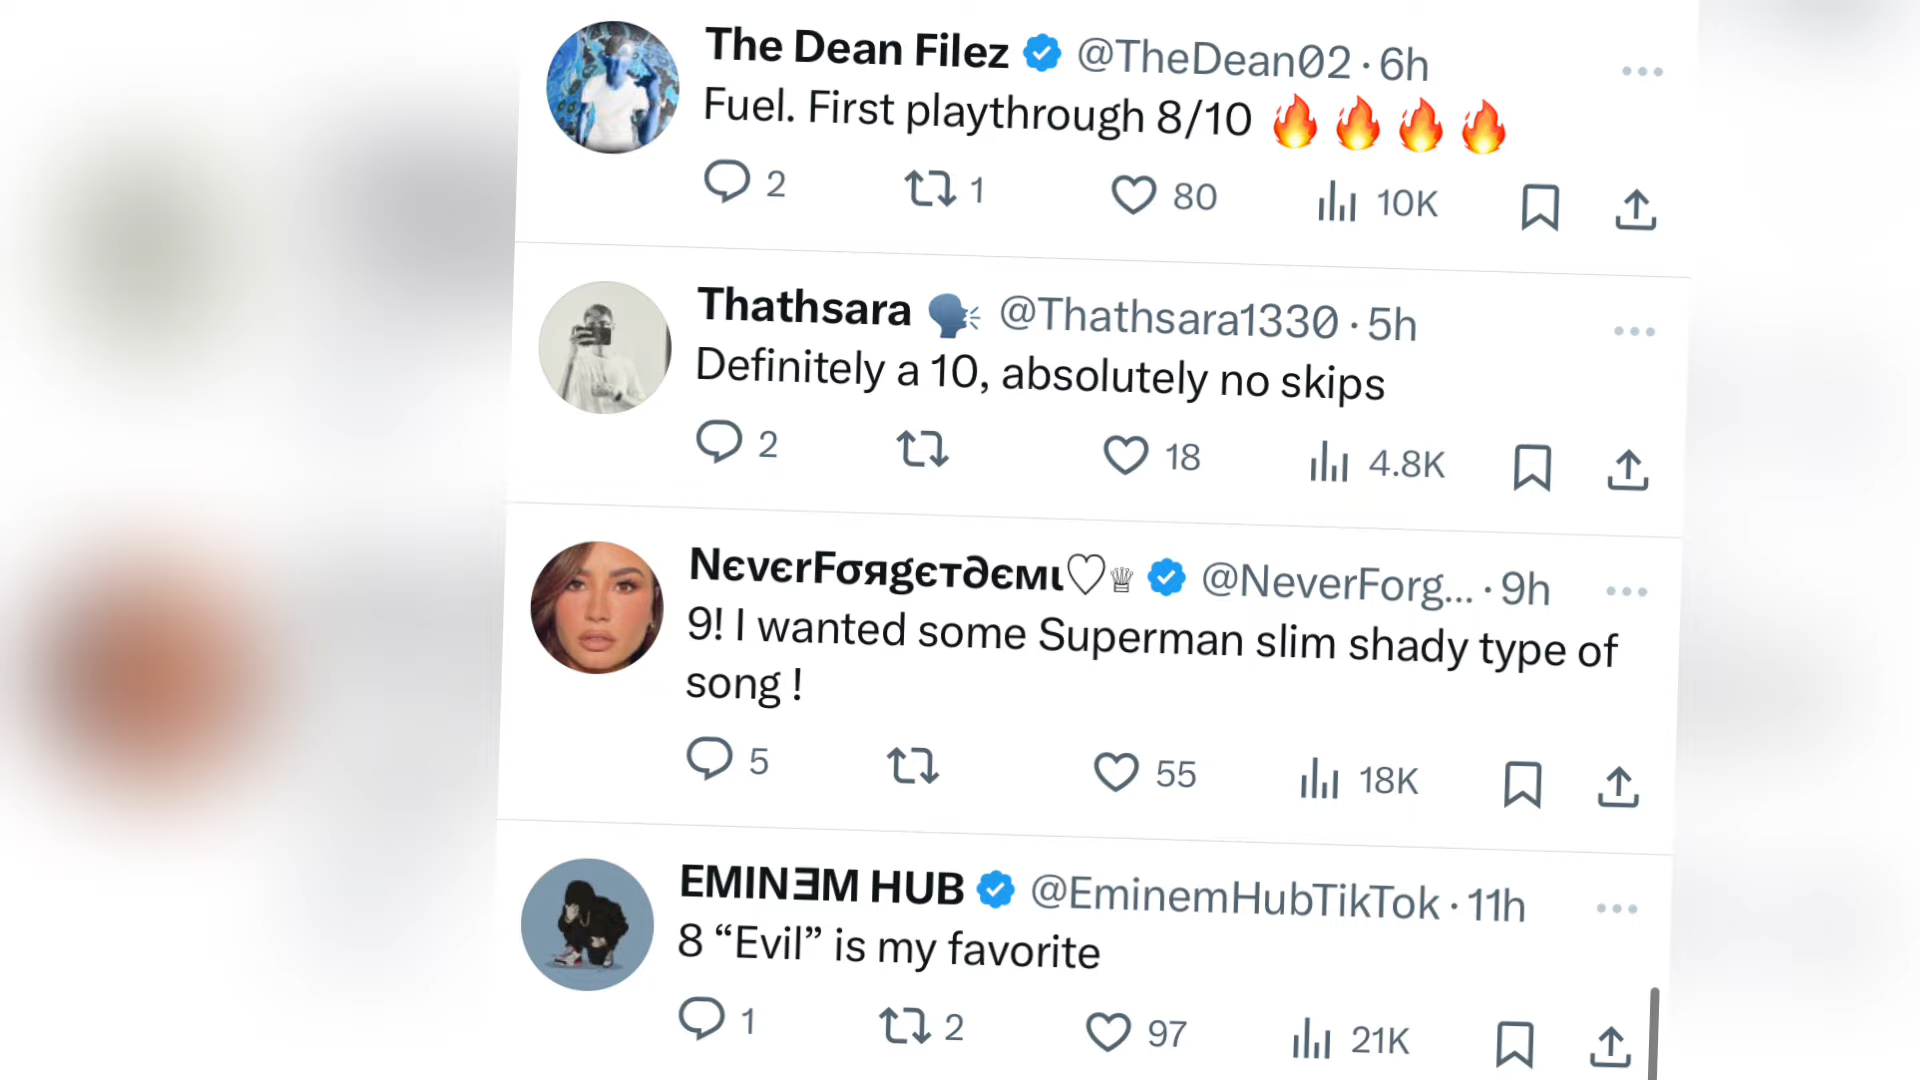 The Dean Filez @TheDean02 · 6h
Fuel. First playthrough 8/10 🔥🔥🔥🔥
2 1 80 10K
Thathsara 🗣️ @Thathsara1330 · 5h
Definitely a 10, absolutely no skips
2 18 4.8K
NєvєrFσяgєт∂ємι♡♕ @NeverForg... · 9h
9! I wanted some Superman slim shady type of
song !
5 55 18K
EMINƎM HUB @EminemHubTikTok · 11h
8 “Evil” is my favorite
1 2 97 21K